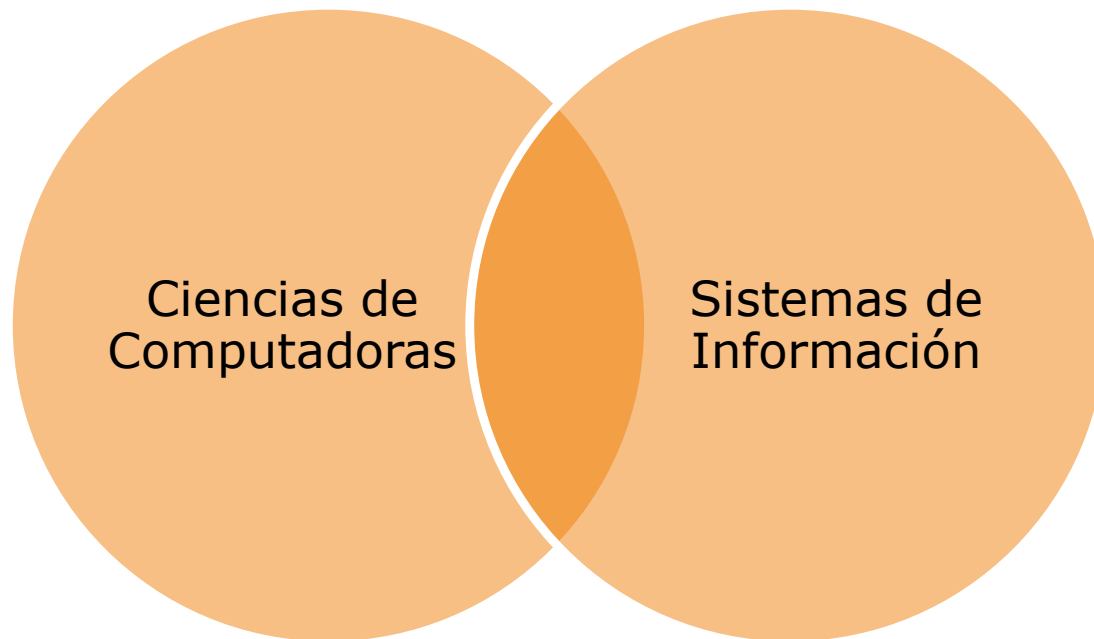 Ciencias de
Computadoras
Sistemas de
Información